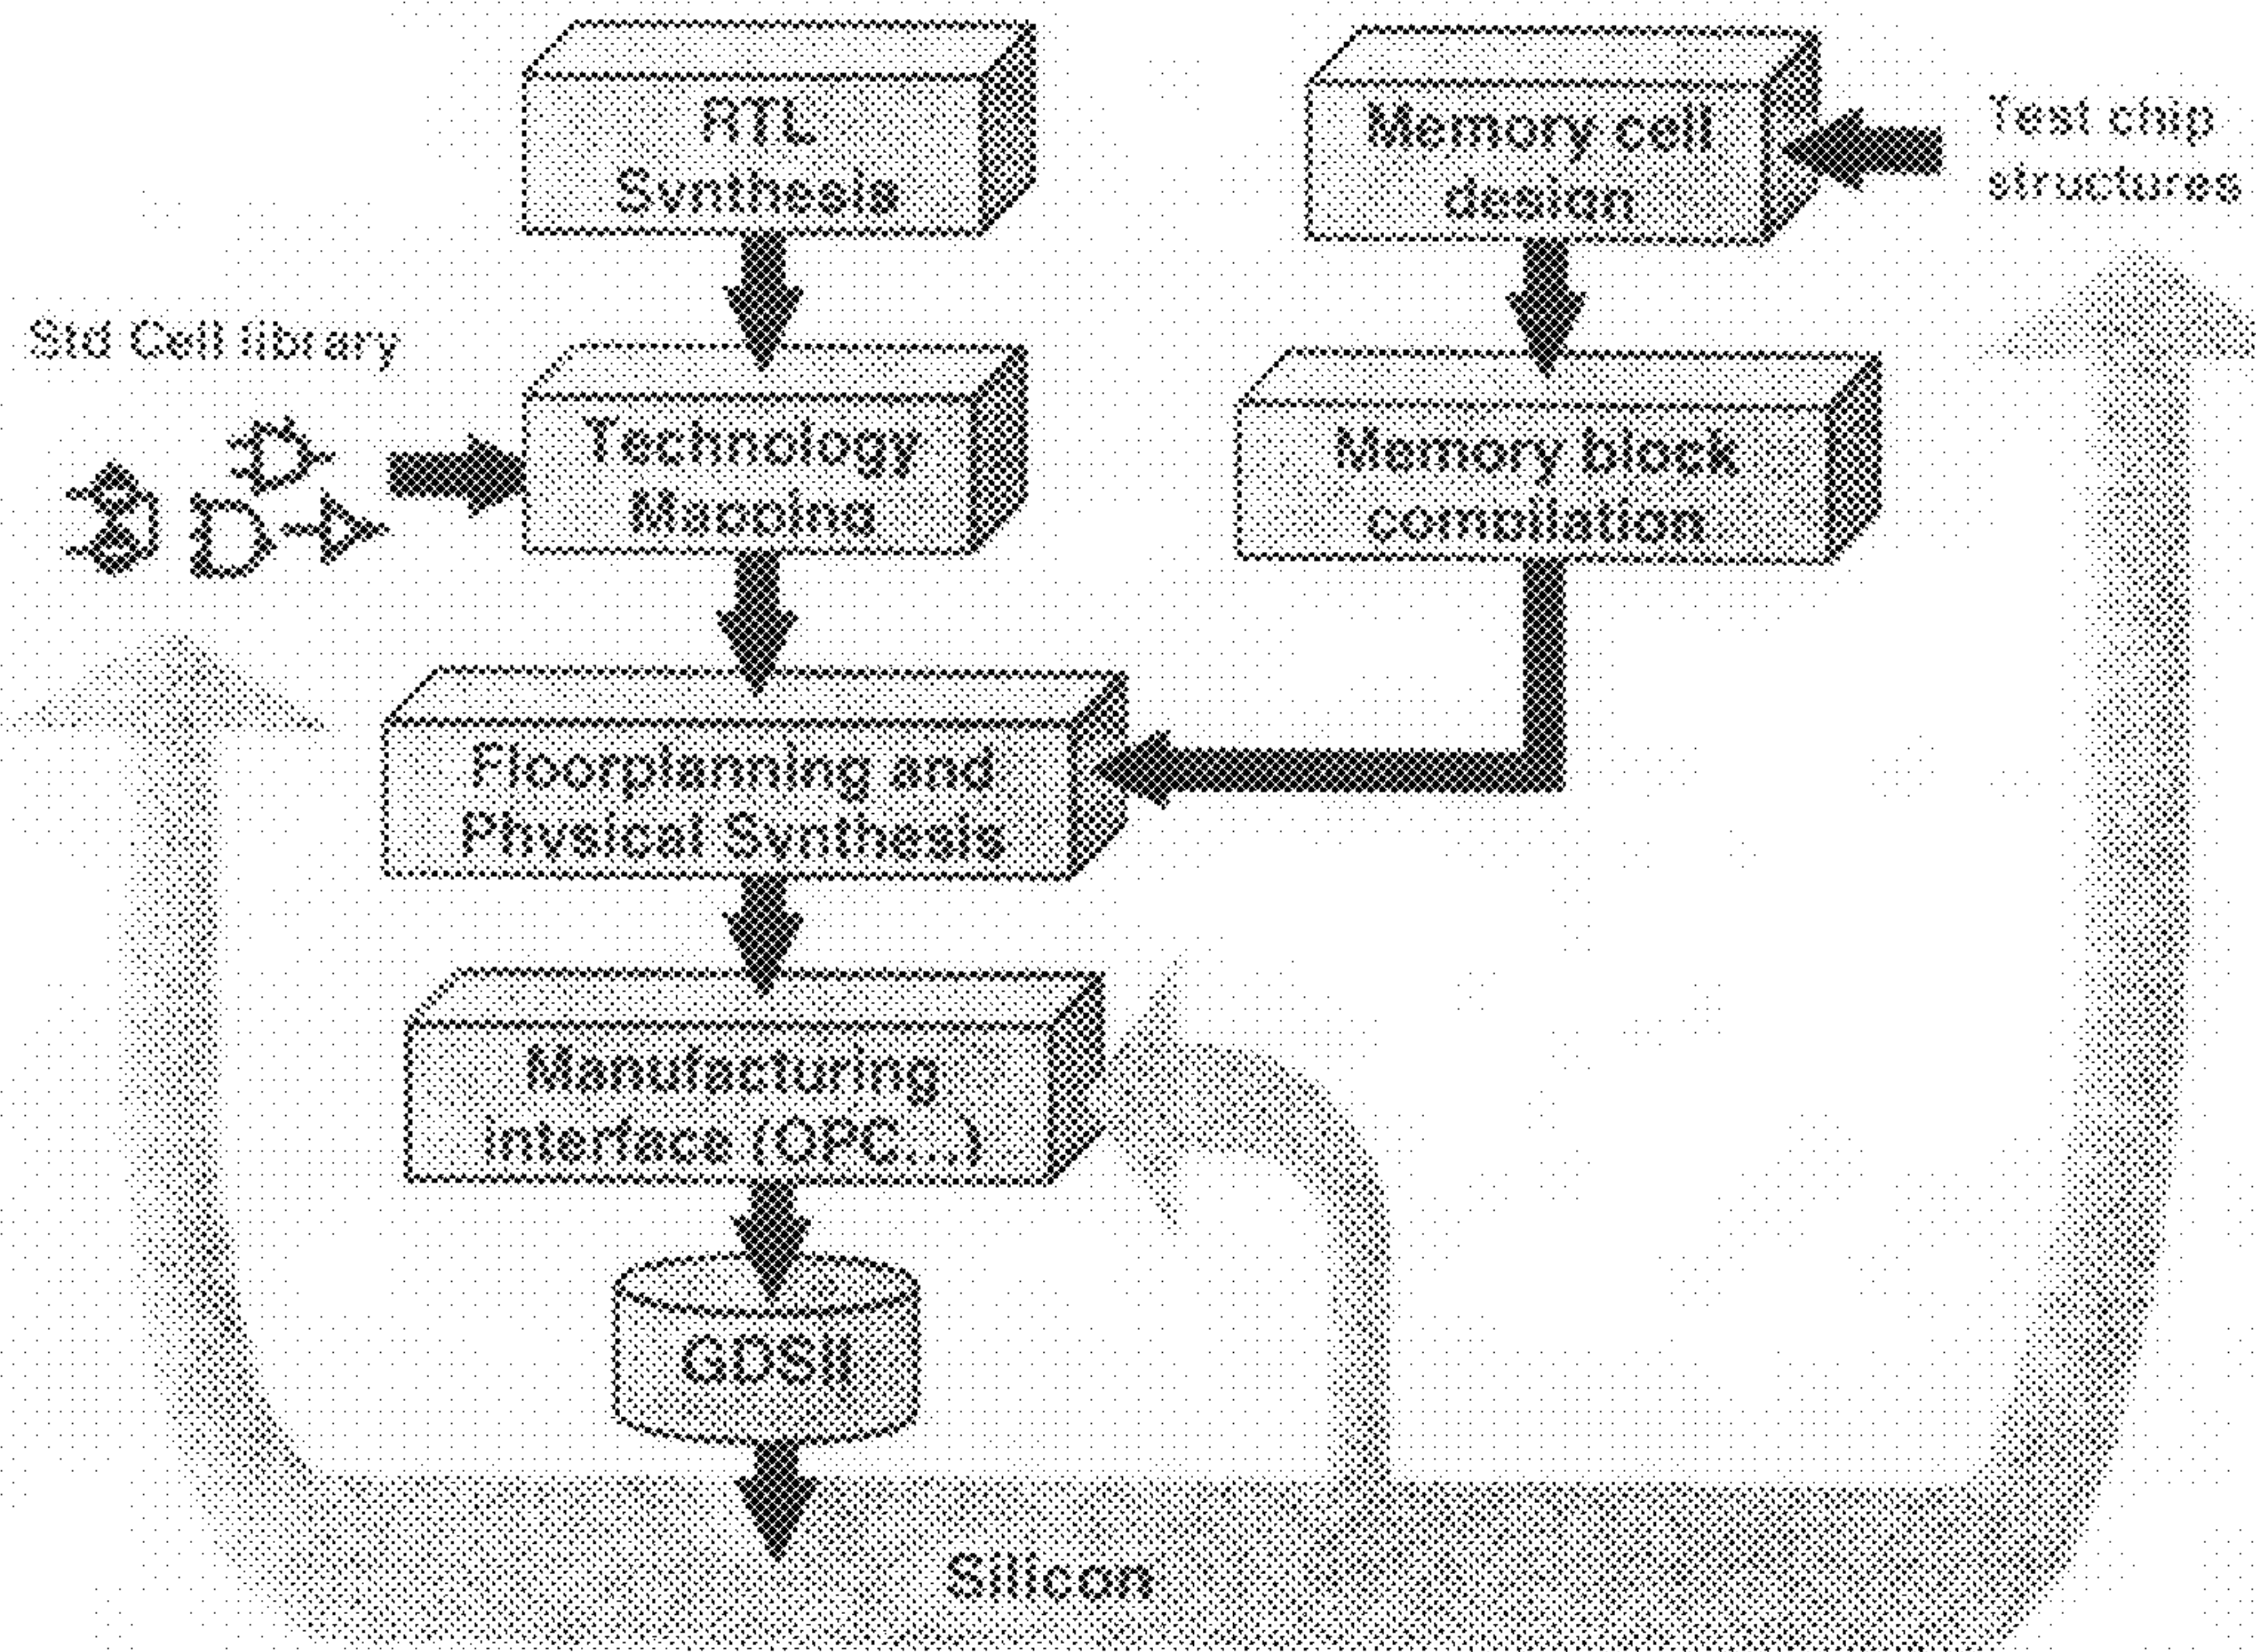 RTL
Synthesis
Memory cell
design
Test chip
structures
Std Cell library
Technology
Mapping
Memory block
compilation
Floorplanning and
Physical Synthesis
Manufacturing
interface (OPC...)
GDSII
Silicon